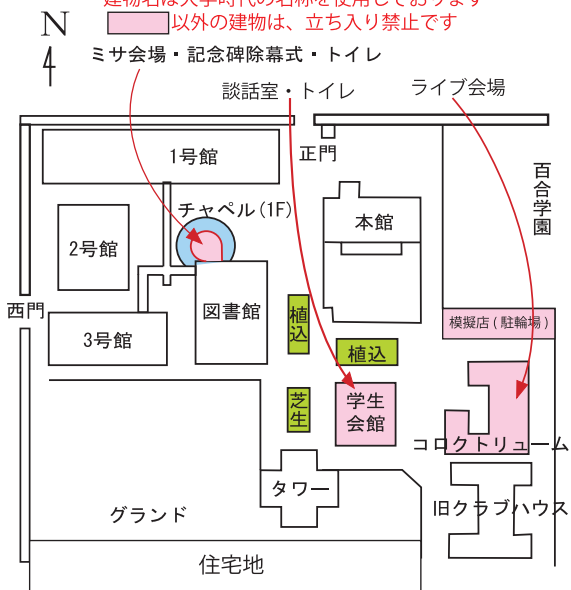 建物名は大学時代の名称を使用しております
以外の建物は、立ち入り禁止です
N
ミサ会場・記念碑除幕式・トイレ
談話室・トイレ
ライブ会場
1号館
正門
百合学園
チャペル(1F)
本館
2号館
西門
図書館
植込
模擬店(駐輪場)
3号館
植込
芝生
学生
会館
コロクトリューム
タワー
旧クラブハウス
グランド
住宅地